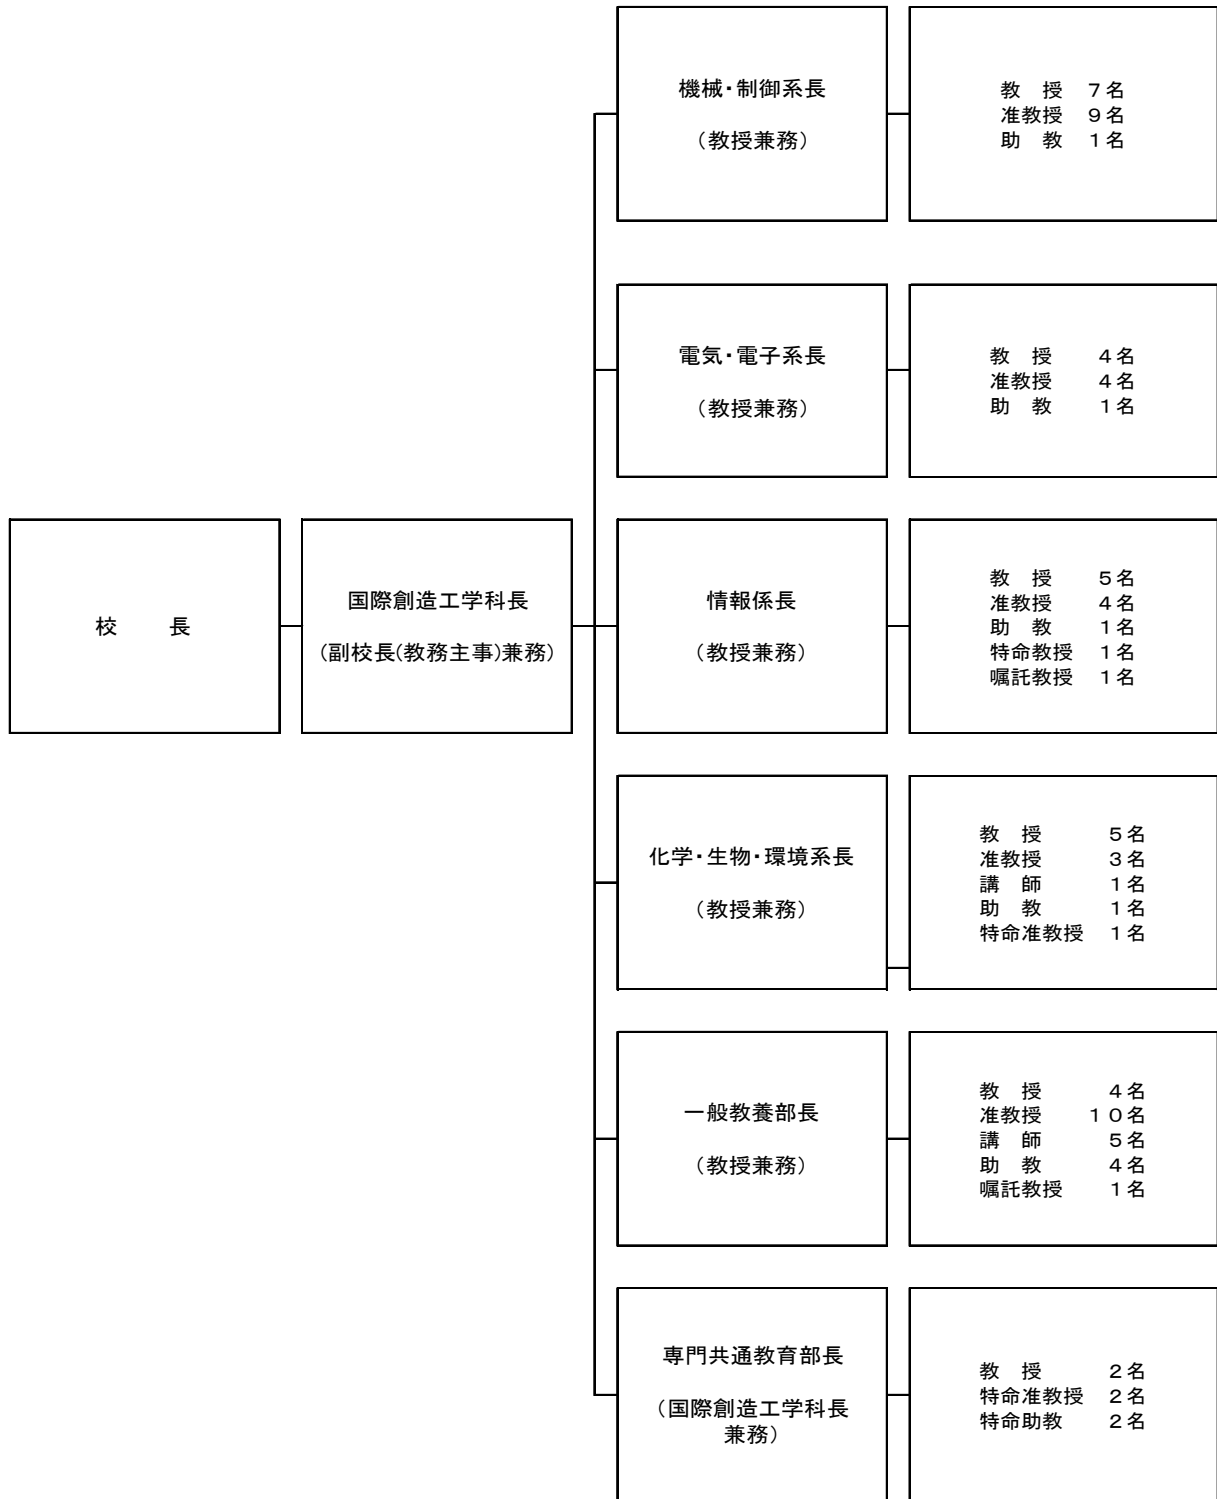 機械・制御系長
（教授兼務）
教　授　７名
准教授　９名
助　教　１名
電気・電子系長
（教授兼務）
教　授　　４名
准教授　　４名
助　教　　１名
校　　長
国際創造工学科長
（副校長（教務主事）兼務）
情報係長
（教授兼務）
教　授　　５名
准教授　　４名
助　教　　１名
特命教授　１名
嘱託教授　１名
化学・生物・環境系長
（教授兼務）
教　授　　　５名
准教授　　　３名
講　師　　　１名
助　教　　　１名
特命准教授　１名
一般教養部長
（教授兼務）
教　授　　　４名
准教授　　１０名
講　師　　　５名
助　教　　　４名
嘱託教授　　１名
専門共通教育部長
（国際創造工学科長
兼務）
教　授　　　２名
特命准教授　２名
特命助教　　２名